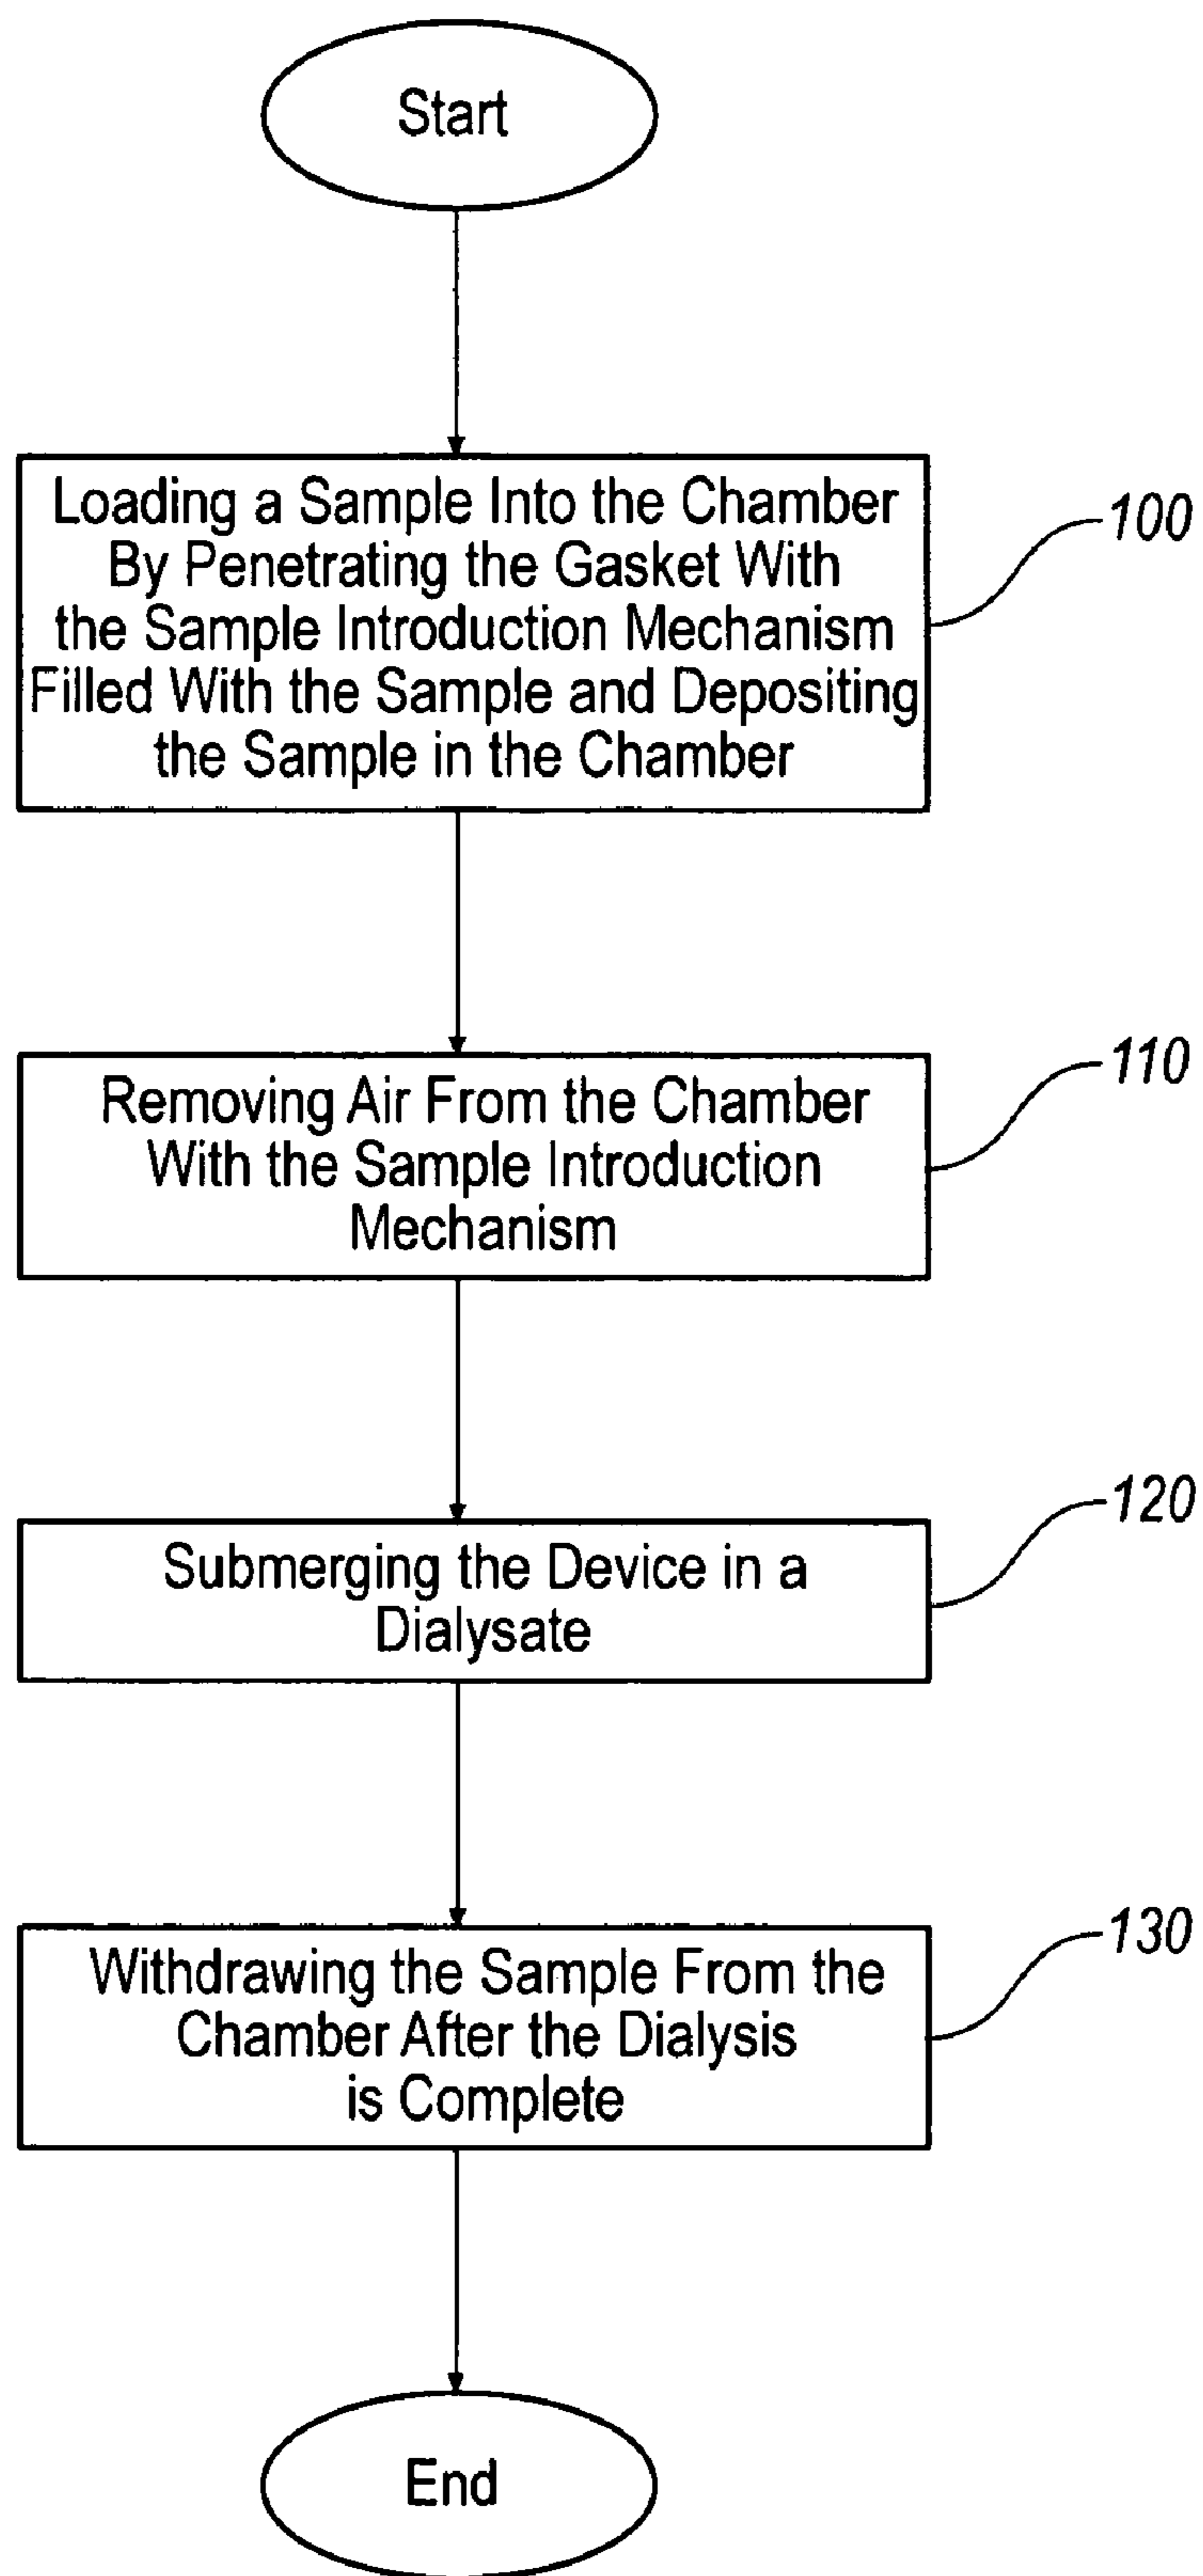 Start
Loading a Sample Into the Chamber
By Penetrating the Gasket With
the Sample Introduction Mechanism
Filled With the Sample and Depositing
the Sample in the Chamber
100
Removing Air From the Chamber
With the Sample Introduction
Mechanism
110
Submerging the Device in a
Dialysate
120
Withdrawing the Sample From the
Chamber After the Dialysis
is Complete
130
End